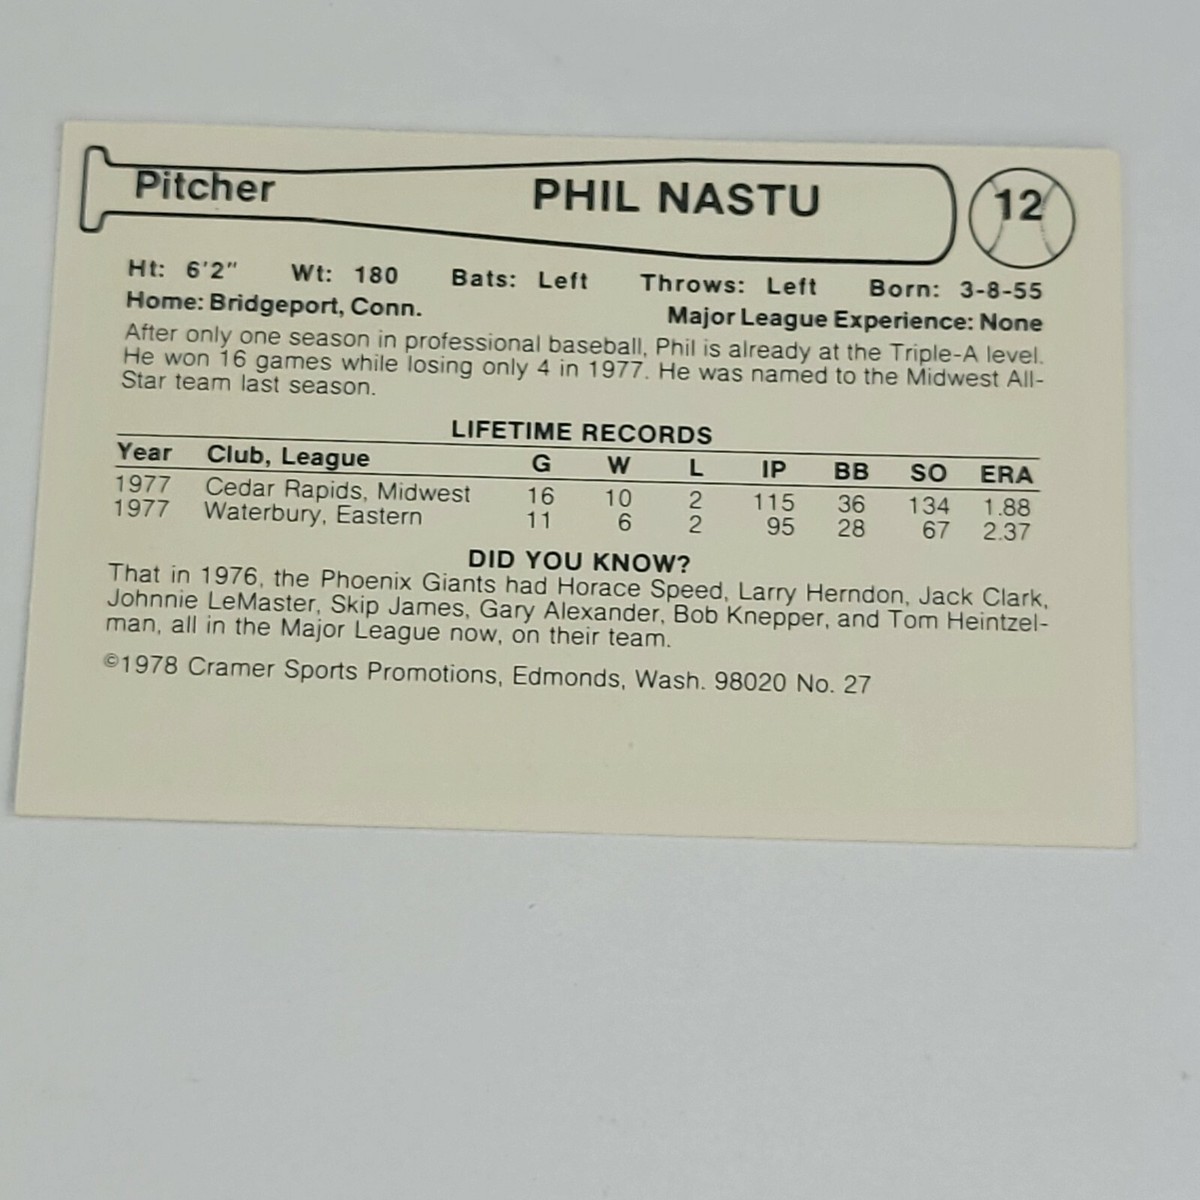 Pitcher PHIL NASTU 12
Ht: 6'2" Wt: 180 Bats: Left Throws: Left Born: 3-8-55
Home: Bridgeport, Conn. Major League Experience: None
After only one season in professional baseball, Phil is already at the Triple-A level.
He won 16 games while losing only 4 in 1977. He was named to the Midwest All-
Star team last season.
LIFETIME RECORDS
Year Club, League G W L IP BB SO ERA
1977 Cedar Rapids, Midwest 16 10 2 115 36 134 1.88
1977 Waterbury, Eastern 11 6 2 95 28 67 2.37
DID YOU KNOW?
That in 1976, the Phoenix Giants had Horace Speed, Larry Herndon, Jack Clark,
Johnnie LeMaster, Skip James, Gary Alexander, Bob Knepper, and Tom Heintzel-
man, all in the Major League now, on their team.
©1978 Cramer Sports Promotions, Edmonds, Wash. 98020 No. 27